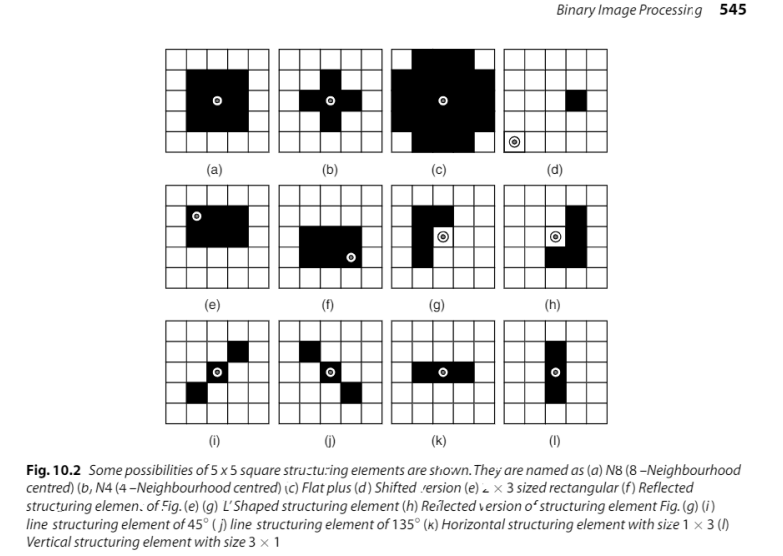 Binary Image Processing 545
(a) (b) (c) (d)
(e) (f) (g) (h)
(i) (j) (k) (l)
Fig. 10.2 Some possibilities of 5 x 5 square structuring elements are shown. They are named as (a) N8 (8 –Neighbourhood
centred) (b, N4 (4 –Neighbourhood centred) (c) Flat plus (d) Shifted version (e) × 3 sized rectangular (f) Reflected
structuring element of Fig. (e) (g) L’ Shaped structuring element (h) Reflected version of structuring element Fig. (g) (i)
line structuring element of 45° ( j) line structuring element of 135° (k) Horizontal structuring element with size 1 × 3 (l)
Vertical structuring element with size 3 × 1